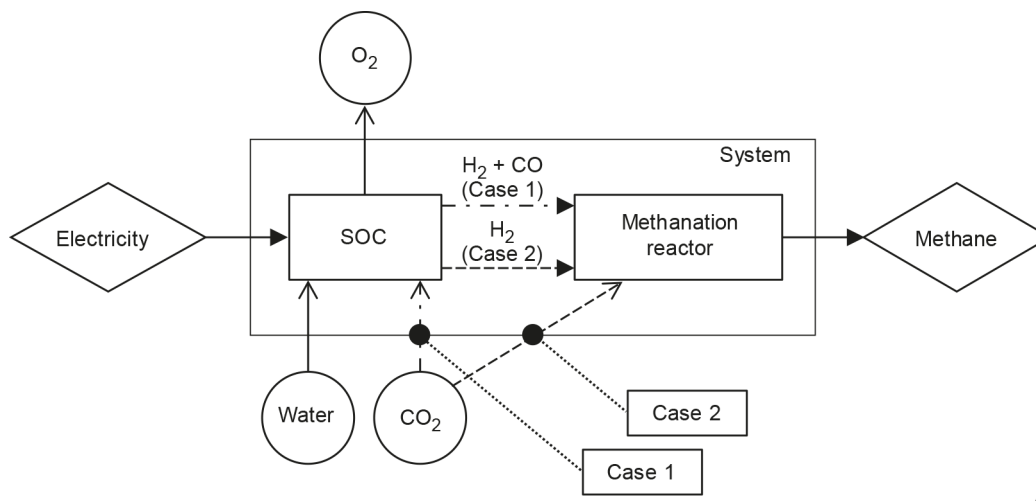 O₂
System
H₂ + CO
(Case 1)
Electricity
SOC
H₂
(Case 2)
Methanation
reactor
Methane
Water
CO₂
Case 2
Case 1